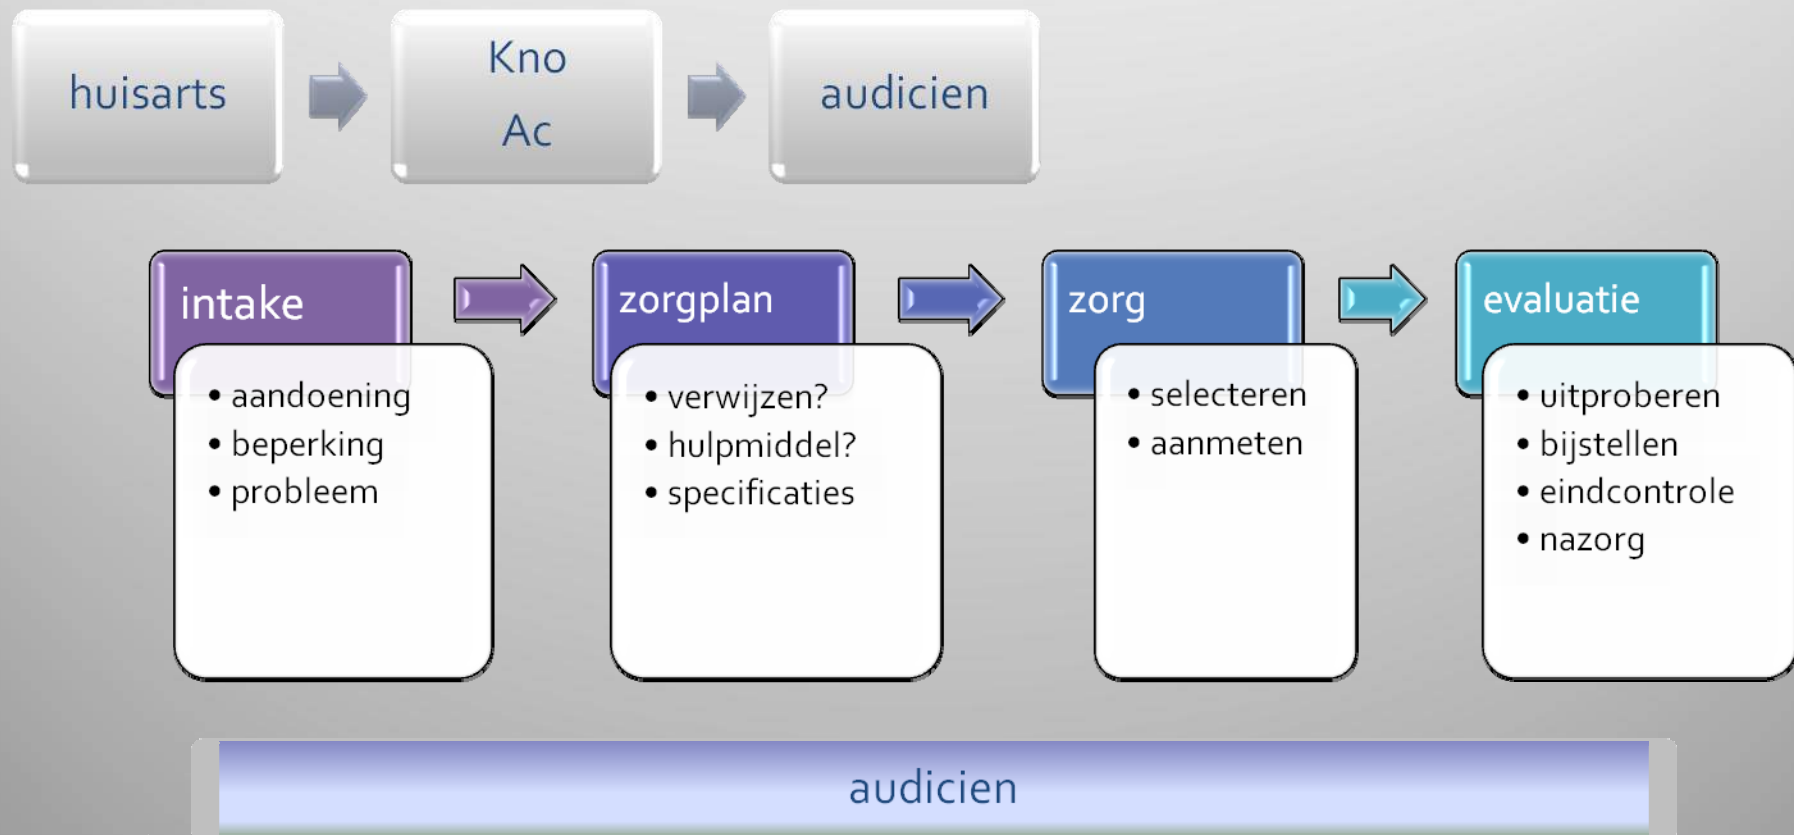 huisarts
Kno
Ac
audicien
intake
• aandoening
• beperking
• probleem
zorgplan
• verwijzen?
• hulpmiddel?
• specificaties
zorg
• selecteren
• aanmeten
evaluatie
• uitproberen
• bijstellen
• eindcontrole
• nazorg
audicien